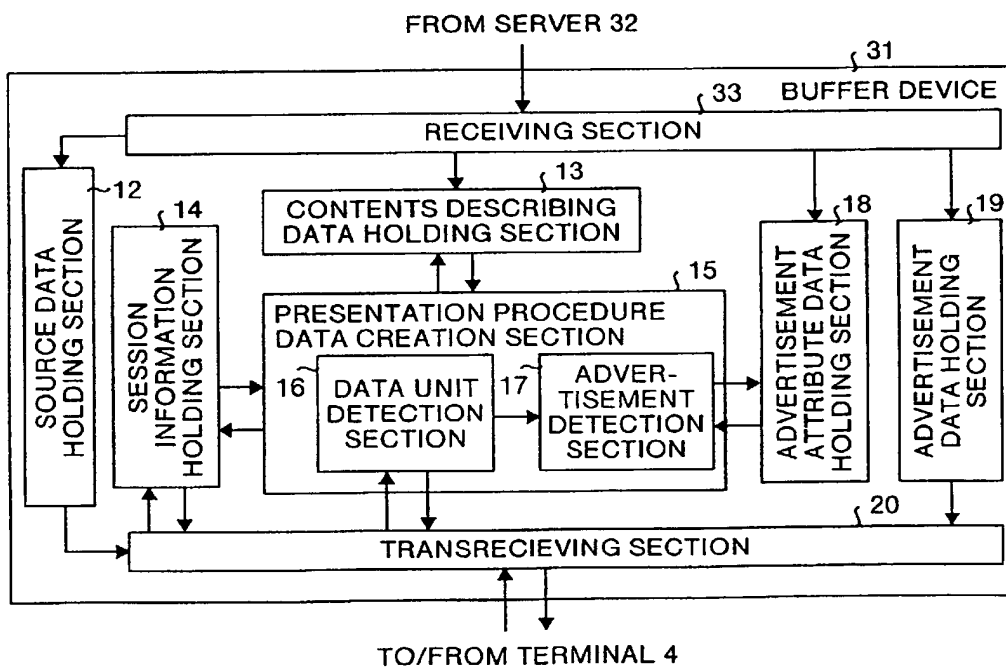 FROM SERVER 32
31
BUFFER DEVICE
33
RECEIVING SECTION
12
SOURCE DATA
HOLDING SECTION
14
SESSION
INFORMATION
HOLDING SECTION
13
CONTENTS DESCRIBING
DATA HOLDING SECTION
15
PRESENTATION PROCEDURE
DATA CREATION SECTION
16
DATA UNIT
DETECTION
SECTION
17
ADVER-
TISEMENT
DETECTION
SECTION
18
ADVERTISEMENT
ATTRIBUTE DATA
HOLDING SECTION
19
ADVERTISEMENT
DATA HOLDING
SECTION
20
TRANSRECIEVING SECTION
TO/FROM TERMINAL 4